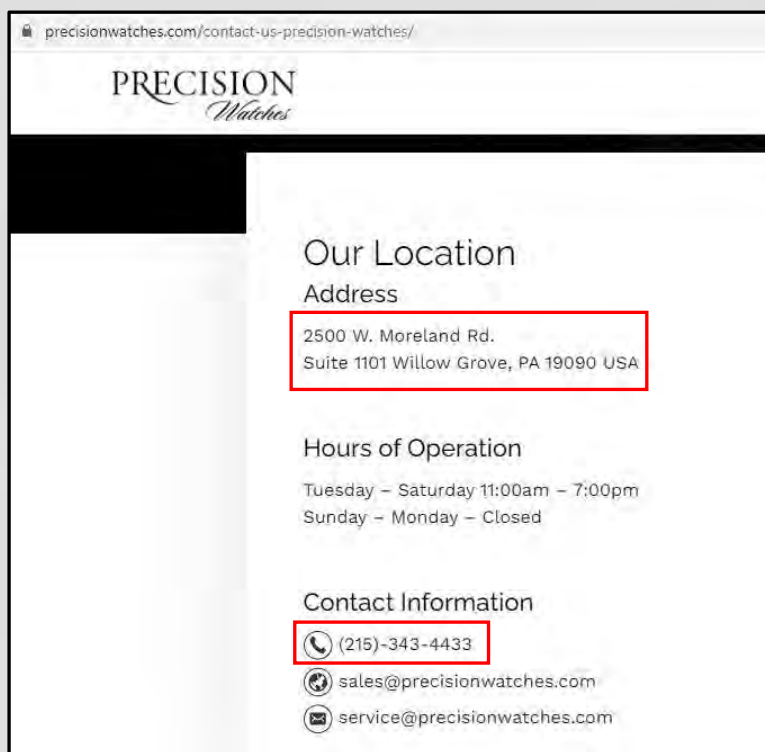 precisionwatches.com/contact-us-precision-watches/
PRECISION
Watches
Our Location
Address
2500 W. Moreland Rd.
Suite 1101 Willow Grove, PA 19090 USA
Hours of Operation
Tuesday – Saturday 11:00am – 7:00pm
Sunday – Monday – Closed
Contact Information
(215)-343-4433
sales@precisionwatches.com
service@precisionwatches.com